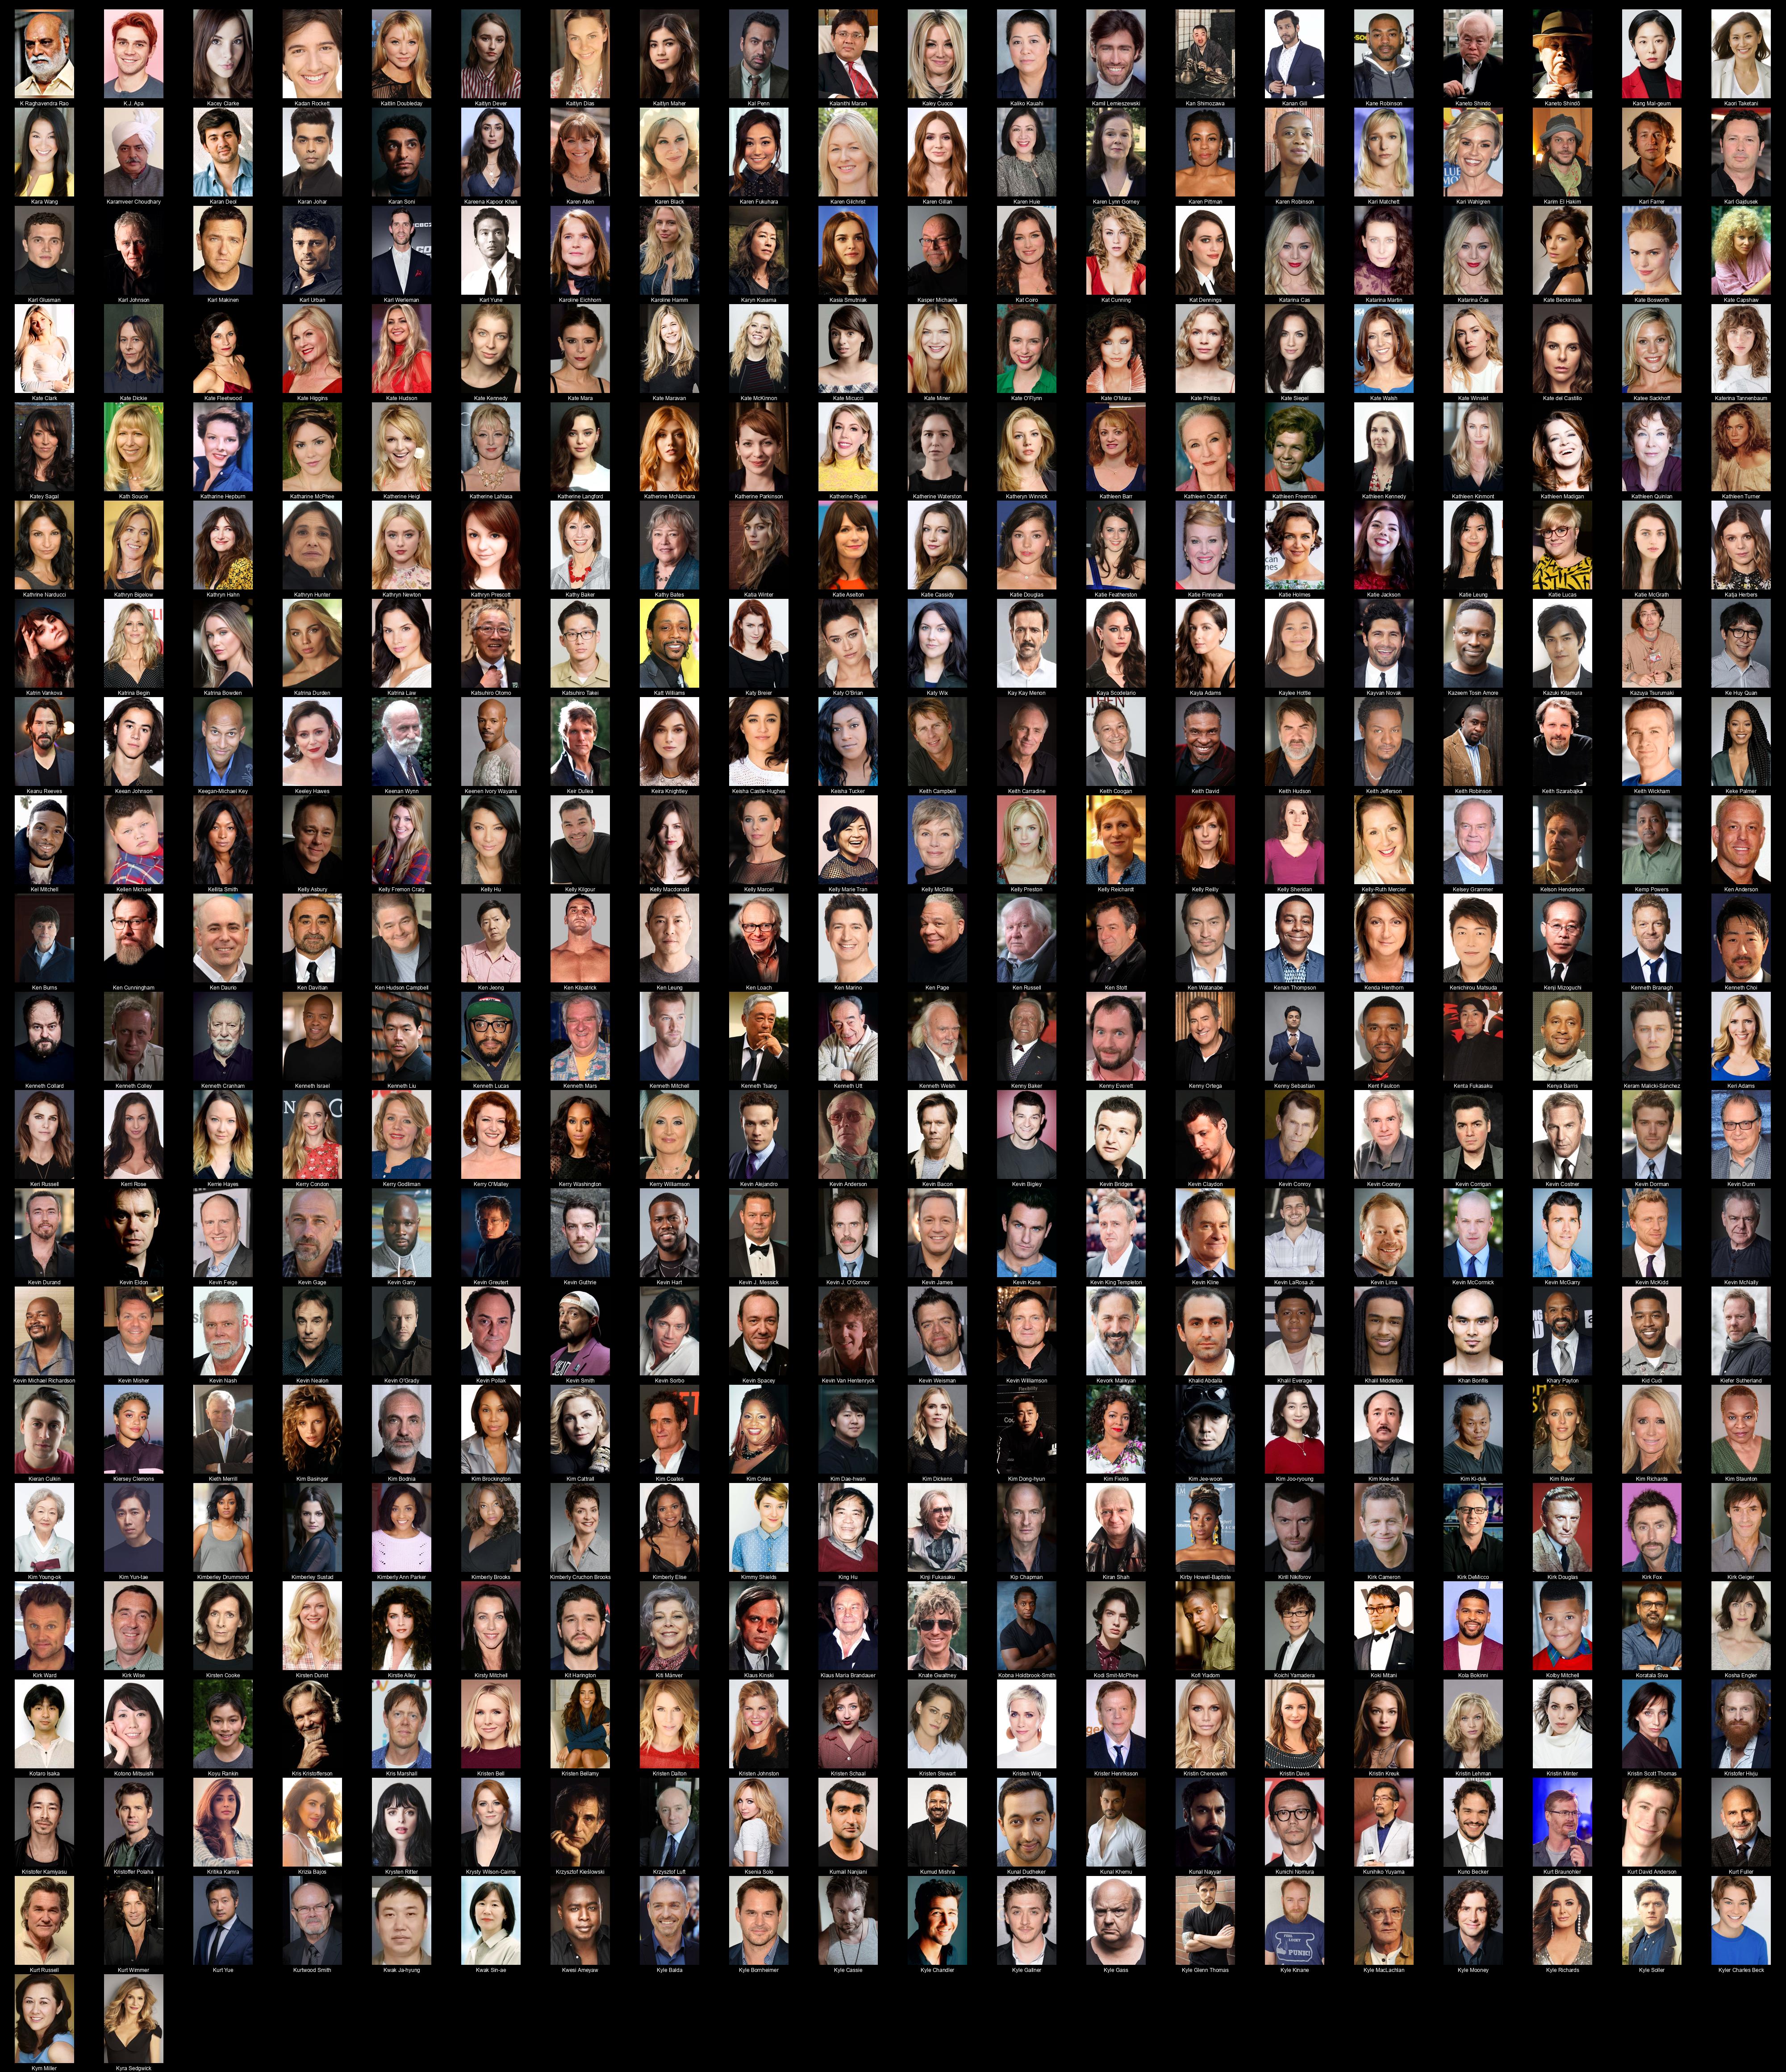 K Raghavendra Rao K.J. Apa Kacey Clarke Kadan Rockett Kaitlin Doubleday Kaitlyn Dever Kaitlyn Dias Kaitlyn Maher Kal Penn Kalanithi Maran Kaley Cuoco Kaliko Kauahi Kamil Lemieszewski Kan Shimozawa Kanan Gill Kane Robinson Kaneto Shindo Kaneto Shindô Kang Mal-geum Kaori Taketani
Kara Wang Karamveer Choudhary Karan Deol Karan Johar Karan Soni Kareena Kapoor Khan Karen Allen Karen Black Karen Fukuhara Karen Gilchrist Karen Gillan Karen Huie Karen Lynn Gorney Karen Pittman Karen Robinson Kari Matchett Kari Wahlgren Karim El Hakim Karl Farrer Karl Gajdusek
Karl Glusman Karl Johnson Karl Makinen Karl Urban Karl Werleman Karl Yune Karoline Eichhorn Karoline Hamm Karyn Kusama Kasia Smutniak Kasper Michaels Kat Coiro Kat Cunning Kat Dennings Katarina Cas Katarina Martin Katarina Čas Kate Beckinsale Kate Bosworth Kate Capshaw
Kate Clark Kate Dickie Kate Fleetwood Kate Higgins Kate Hudson Kate Kennedy Kate Mara Kate Maravan Kate McKinnon Kate Micucci Kate Miner Kate O'Flynn Kate O'Mara Kate Phillips Kate Siegel Kate Walsh Kate Winslet Kate del Castillo Katee Sackhoff Katerina Tannenbaum
Katey Sagal Kath Soucie Katharine Hepburn Katharine McPhee Katherine Heigl Katherine LaNasa Katherine Langford Katherine McNamara Katherine Parkinson Katherine Ryan Katherine Waterston Katheryn Winnick Kathleen Barr Kathleen Chalfant Kathleen Freeman Kathleen Kennedy Kathleen Kinmont Kathleen Madigan Kathleen Quinlan Kathleen Turner
Kathrine Narducci Kathryn Bigelow Kathryn Hahn Kathryn Hunter Kathryn Newton Kathryn Prescott Kathy Baker Kathy Bates Katia Winter Katie Aselton Katie Cassidy Katie Douglas Katie Featherston Katie Finneran Katie Holmes Katie Jackson Katie Leung Katie Lucas Katie McGrath Katja Herbers
Katrin Vankova Katrina Begin Katrina Bowden Katrina Durden Katrina Law Katsuhiro Otomo Katsuhiro Takei Katt Williams Katy Breier Katy O'Brian Katy Wix Kay Kay Menon Kaya Scodelario Kayla Adams Kaylee Hottle Kayvan Novak Kazeem Tosin Amore Kazuki Kitamura Kazuya Tsurumaki Ke Huy Quan
Keanu Reeves Keean Johnson Keegan-Michael Key Keeley Hawes Keenan Wynn Keenen Ivory Wayans Keir Dullea Keira Knightley Keisha Castle-Hughes Keisha Tucker Keith Campbell Keith Carradine Keith Coogan Keith David Keith Hudson Keith Jefferson Keith Robinson Keith Szarabajka Keith Wickham Keke Palmer
Kel Mitchell Kellen Michael Kellita Smith Kelly Asbury Kelly Fremon Craig Kelly Hu Kelly Kilgour Kelly Macdonald Kelly Marcel Kelly Marie Tran Kelly McGillis Kelly Preston Kelly Reichardt Kelly Reilly Kelly Sheridan Kelly-Ruth Mercier Kelsey Grammer Kelson Henderson Kemp Powers Ken Anderson
Ken Burns Ken Cunningham Ken Daurio Ken Davitian Ken Hudson Campbell Ken Jeong Ken Kilpatrick Ken Leung Ken Loach Ken Marino Ken Page Ken Russell Ken Stott Ken Watanabe Kenan Thompson Kenda Henthorn Kenichirou Matsuda Kenji Mizoguchi Kenneth Branagh Kenneth Choi
Kenneth Collard Kenneth Colley Kenneth Cranham Kenneth Israel Kenneth Liu Kenneth Lucas Kenneth Mars Kenneth Mitchell Kenneth Tsang Kenneth Utt Kenneth Welsh Kenny Baker Kenny Everett Kenny Ortega Kenny Sebastian Kent Faulcon Kenta Fukasaku Kenya Barris Keram Malicki-Sánchez Keri Adams
Keri Russell Kerri Rose Kerrie Hayes Kerry Condon Kerry Godliman Kerry O'Malley Kerry Washington Kerry Williamson Kevin Alejandro Kevin Anderson Kevin Bacon Kevin Bigley Kevin Bridges Kevin Claydon Kevin Conroy Kevin Cooney Kevin Corrigan Kevin Costner Kevin Dorman Kevin Dunn
Kevin Durand Kevin Eldon Kevin Feige Kevin Gage Kevin Garry Kevin Greutert Kevin Guthrie Kevin Hart Kevin J. Messick Kevin J. O'Connor Kevin James Kevin Kane Kevin King Templeton Kevin Kline Kevin LaRosa Jr. Kevin Lima Kevin McCormick Kevin McGarry Kevin McKidd Kevin McNally
Kevin Michael Richardson Kevin Misher Kevin Nash Kevin Nealon Kevin O'Grady Kevin Pollak Kevin Smith Kevin Sorbo Kevin Spacey Kevin Van Hentenryck Kevin Weisman Kevin Williamson Kevork Malikyan Khalid Abdalla Khalil Everage Khalil Middleton Khan Bonfils Khary Payton Kid Cudi Kiefer Sutherland
Kieran Culkin Kiersey Clemons Kieth Merrill Kim Basinger Kim Bodnia Kim Brockington Kim Cattrall Kim Coates Kim Coles Kim Dae-hwan Kim Dickens Kim Dong-hyun Kim Fields Kim Jee-woon Kim Joo-ryoung Kim Kee-duk Kim Ki-duk Kim Raver Kim Richards Kim Staunton
Kim Young-ok Kim Yun-tae Kimberley Drummond Kimberley Sustad Kimberly Ann Parker Kimberly Brooks Kimberly Cruchon Brooks Kimberly Elise Kimmy Shields King Hu Kinji Fukasaku Kip Chapman Kiran Shah Kirby Howell-Baptiste Kirill Nikiforov Kirk Cameron Kirk DeMicco Kirk Douglas Kirk Fox Kirk Geiger
Kirk Ward Kirk Wise Kirsten Cooke Kirsten Dunst Kirstie Alley Kirsty Mitchell Kit Harington Kiti Mánver Klaus Kinski Klaus Maria Brandauer Knate Gwaltney Kobna Holdbrook-Smith Kodi Smit-McPhee Kofi Yiadom Koichi Yamadera Koki Mitani Kola Bokinni Kolby Mitchell Koratala Siva Kosha Engler
Kotaro Isaka Kotono Mitsuishi Koyu Rankin Kris Kristofferson Kris Marshall Kristen Bell Kristen Bellamy Kristen Dalton Kristen Johnston Kristen Schaal Kristen Stewart Kristen Wiig Krister Henriksson Kristin Chenoweth Kristin Davis Kristin Kreuk Kristin Lehman Kristin Minter Kristin Scott Thomas Kristofer Hivju
Kristofer Kamiyasu Kristoffer Polaha Kritika Kamra Krizia Bajos Krysten Ritter Krysty Wilson-Cairns Krzysztof Kieślowski Krzysztof Luft Ksenia Solo Kumail Nanjiani Kumud Mishra Kunal Dudheker Kunal Khemu Kunal Nayyar Kunichi Nomura Kunihiko Yuyama Kuno Becker Kurt Braunohler Kurt David Anderson Kurt Fuller
Kurt Russell Kurt Wimmer Kurt Yue Kurtwood Smith Kwak Ja-hyung Kwak Sin-ae Kwesi Ameyaw Kyle Balda Kyle Bornheimer Kyle Cassie Kyle Chandler Kyle Gallner Kyle Gass Kyle Glenn Thomas Kyle Kinane Kyle MacLachlan Kyle Mooney Kyle Richards Kyle Soller Kyler Charles Beck
Kym Miller Kyra Sedgwick